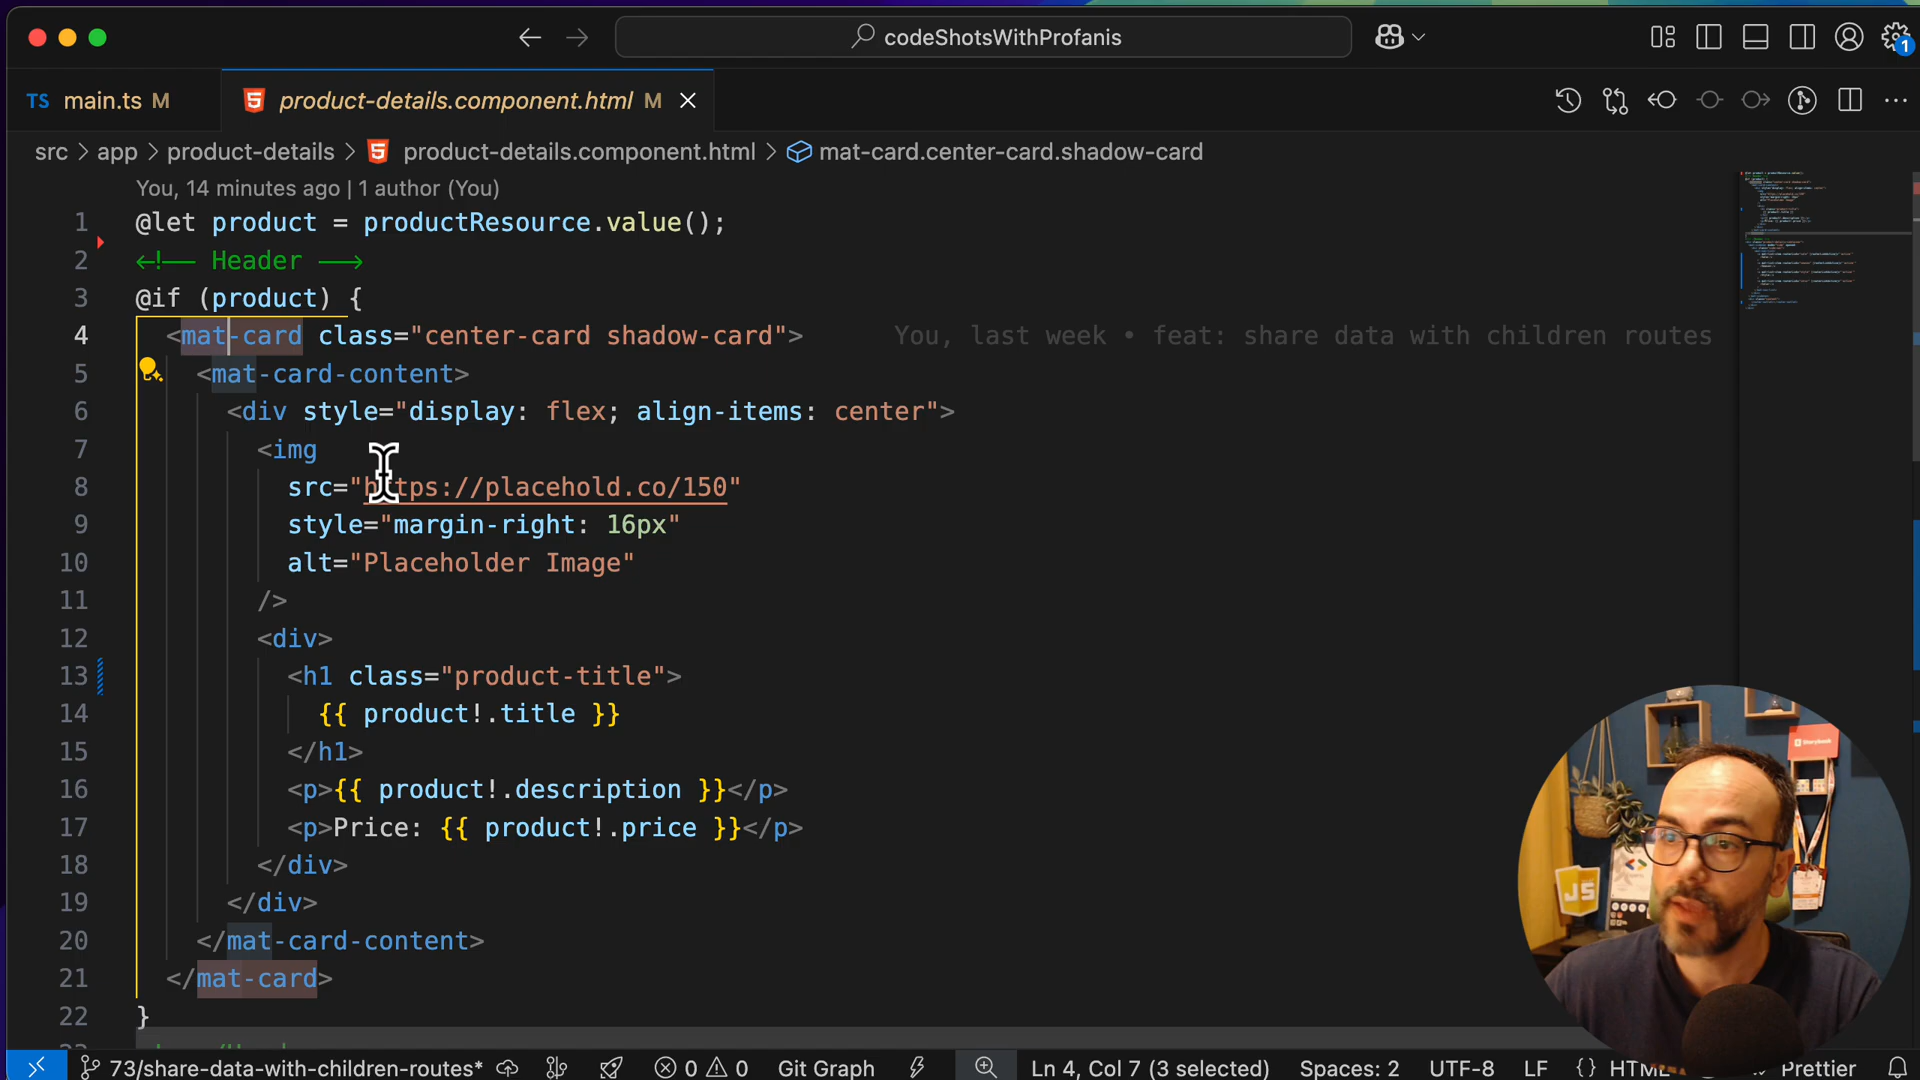 codeShotsWithProfanis
1
TS main.ts M
product-details.component.html M
src > app > product-details > product-details.component.html > mat-card.center-card.shadow-card
You, 14 minutes ago | 1 author (You)
1 @let product = productResource.value();
2 <!-- Header -->
3 @if (product) {
4 <mat-card class="center-card shadow-card"> You, last week • feat: share data with children routes
5 <mat-card-content>
6 <div style="display: flex; align-items: center">
7 <img
8 src="https://placehold.co/150"
9 style="margin-right: 16px"
10 alt="Placeholder Image"
11 />
12 <div>
13 <h1 class="product-title">
14 {{ product!.title }}
15 </h1>
16 <p>{{ product!.description }}</p>
17 <p>Price: {{ product!.price }}</p>
18 </div>
19 </div>
20 </mat-card-content>
21 </mat-card>
22 }
Storybook
JS
73/share-data-with-children-routes* 0 0 Git Graph Ln 4, Col 7 (3 selected) Spaces: 2 UTF-8 LF {} HTML Prettier